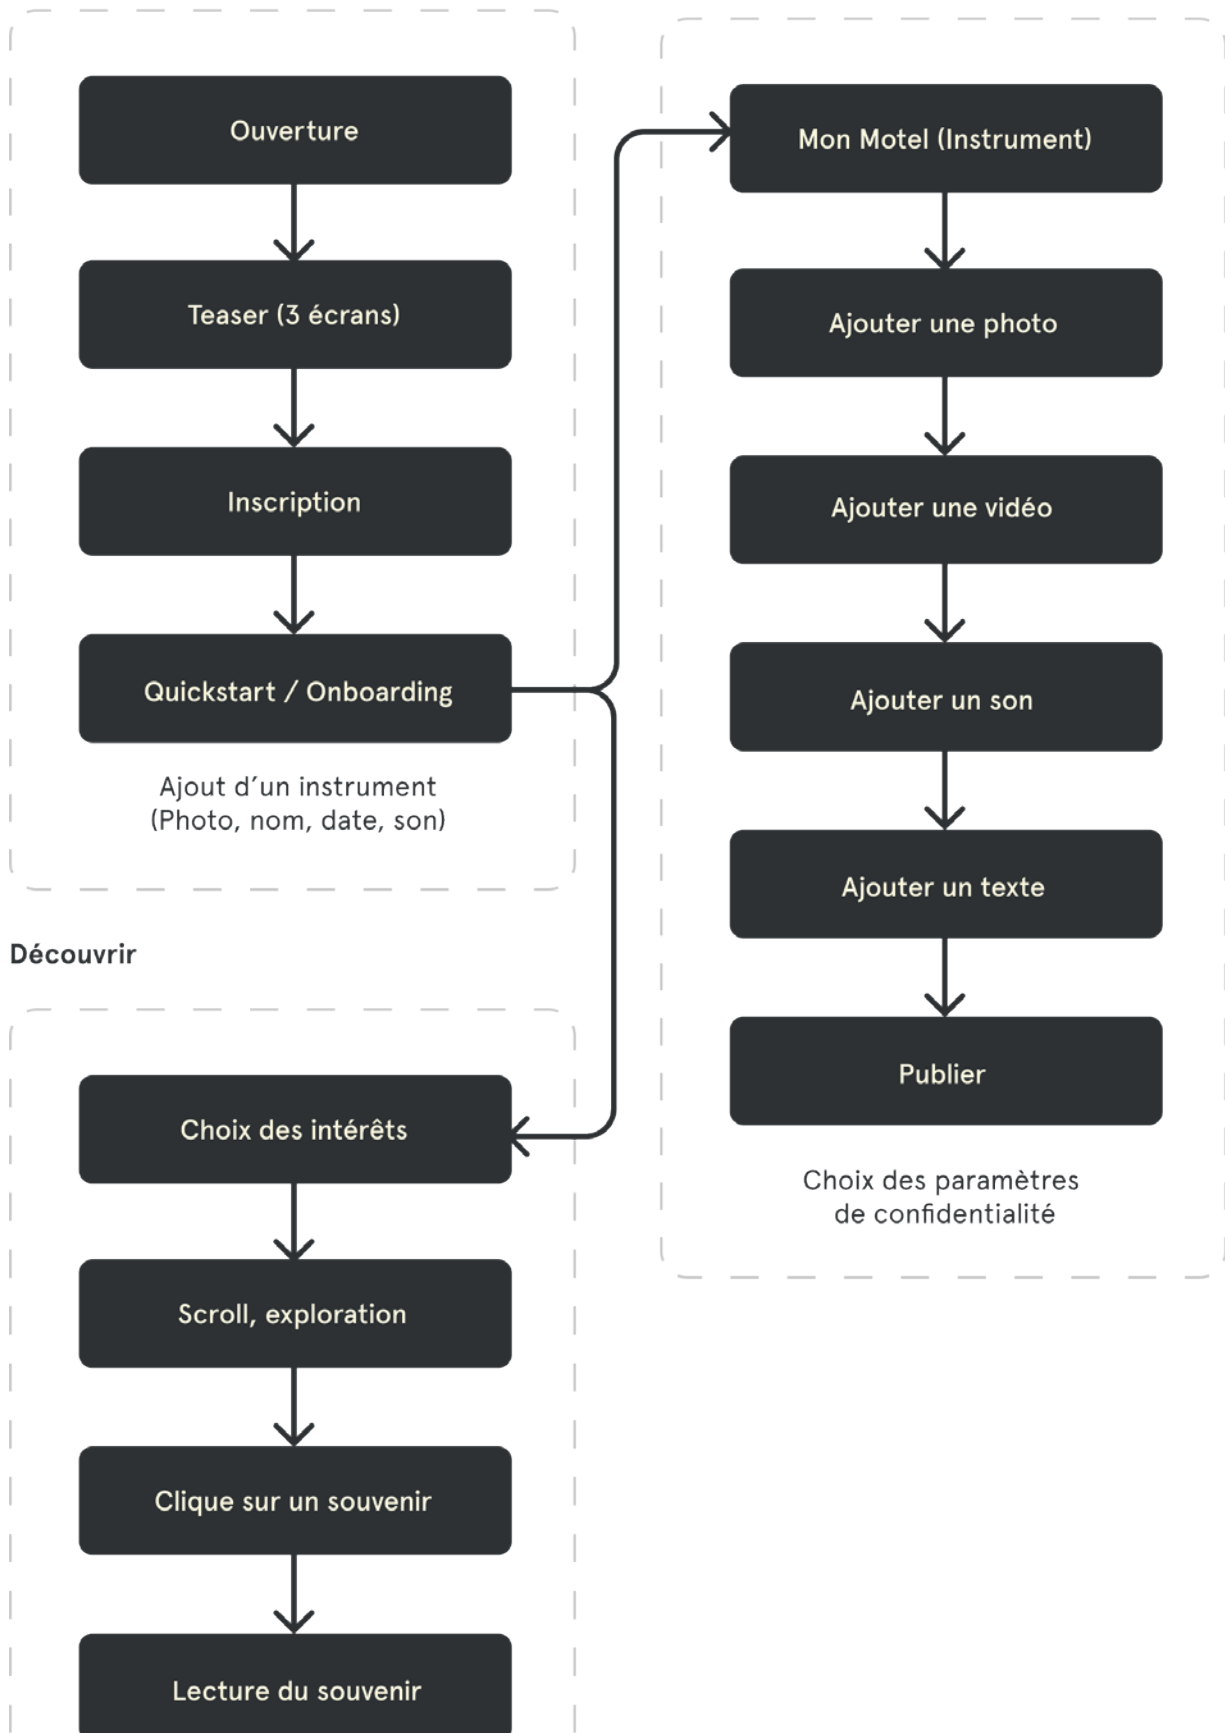 Ouverture
Teaser (3 écrans)
Inscription
Quickstart / Onboarding
Ajout d’un instrument
(Photo, nom, date, son)
Découvrir
Choix des intérêts
Scroll, exploration
Clique sur un souvenir
Lecture du souvenir
Mon Motel (Instrument)
Ajouter une photo
Ajouter une vidéo
Ajouter un son
Ajouter un texte
Publier
Choix des paramètres
de confidentialité